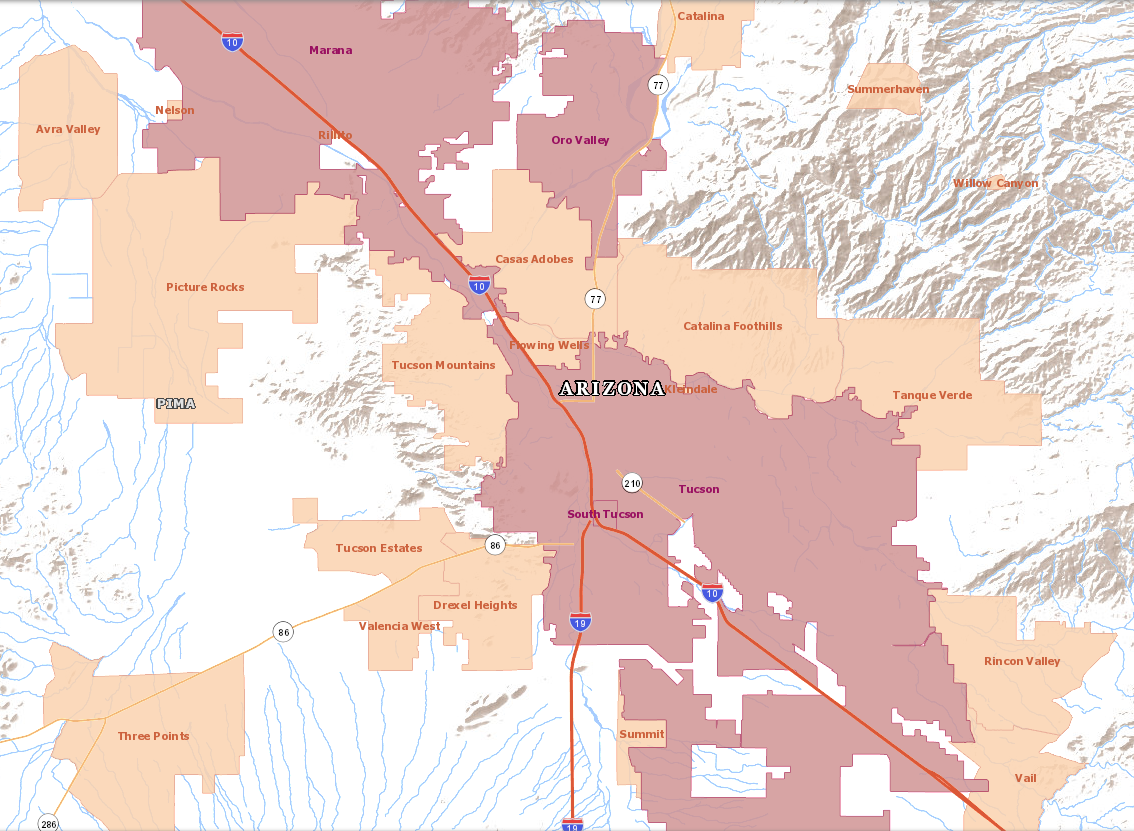 Catalina
10
Marana
77
Summerhaven
Nelson
Avra Valley
Rillito
Oro Valley
Willow Canyon
Casas Adobes
Picture Rocks
10
77
Catalina Foothills
Flowing Wells
Tucson Mountains
ARIZONA
Kleindale
Tanque Verde
PIMA
210
Tucson
South Tucson
86
Tucson Estates
10
Drexel Heights
19
Valencia West
86
Rincon Valley
Summit
Three Points
Vail
286
19